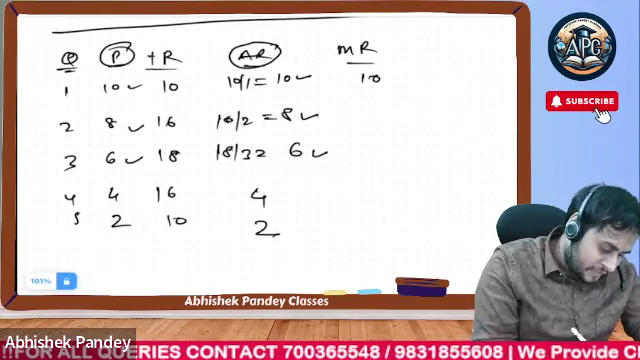 Q P TR AR MR
1 10✓ 10 10/1 = 10✓ 10
2 8✓ 16 16/2 = 8✓
3 6✓ 18 18/3= 6✓
4 4 16 4
5 2 10 2
ABHISHEK PANDEY CLASSES
APG
SUBSCRIBE
101%
Abhishek Pandey Classes
Abhishek Pandey
!!FOR ALL QUERIES CONTACT 700365548 / 9831855608 | We Provide C